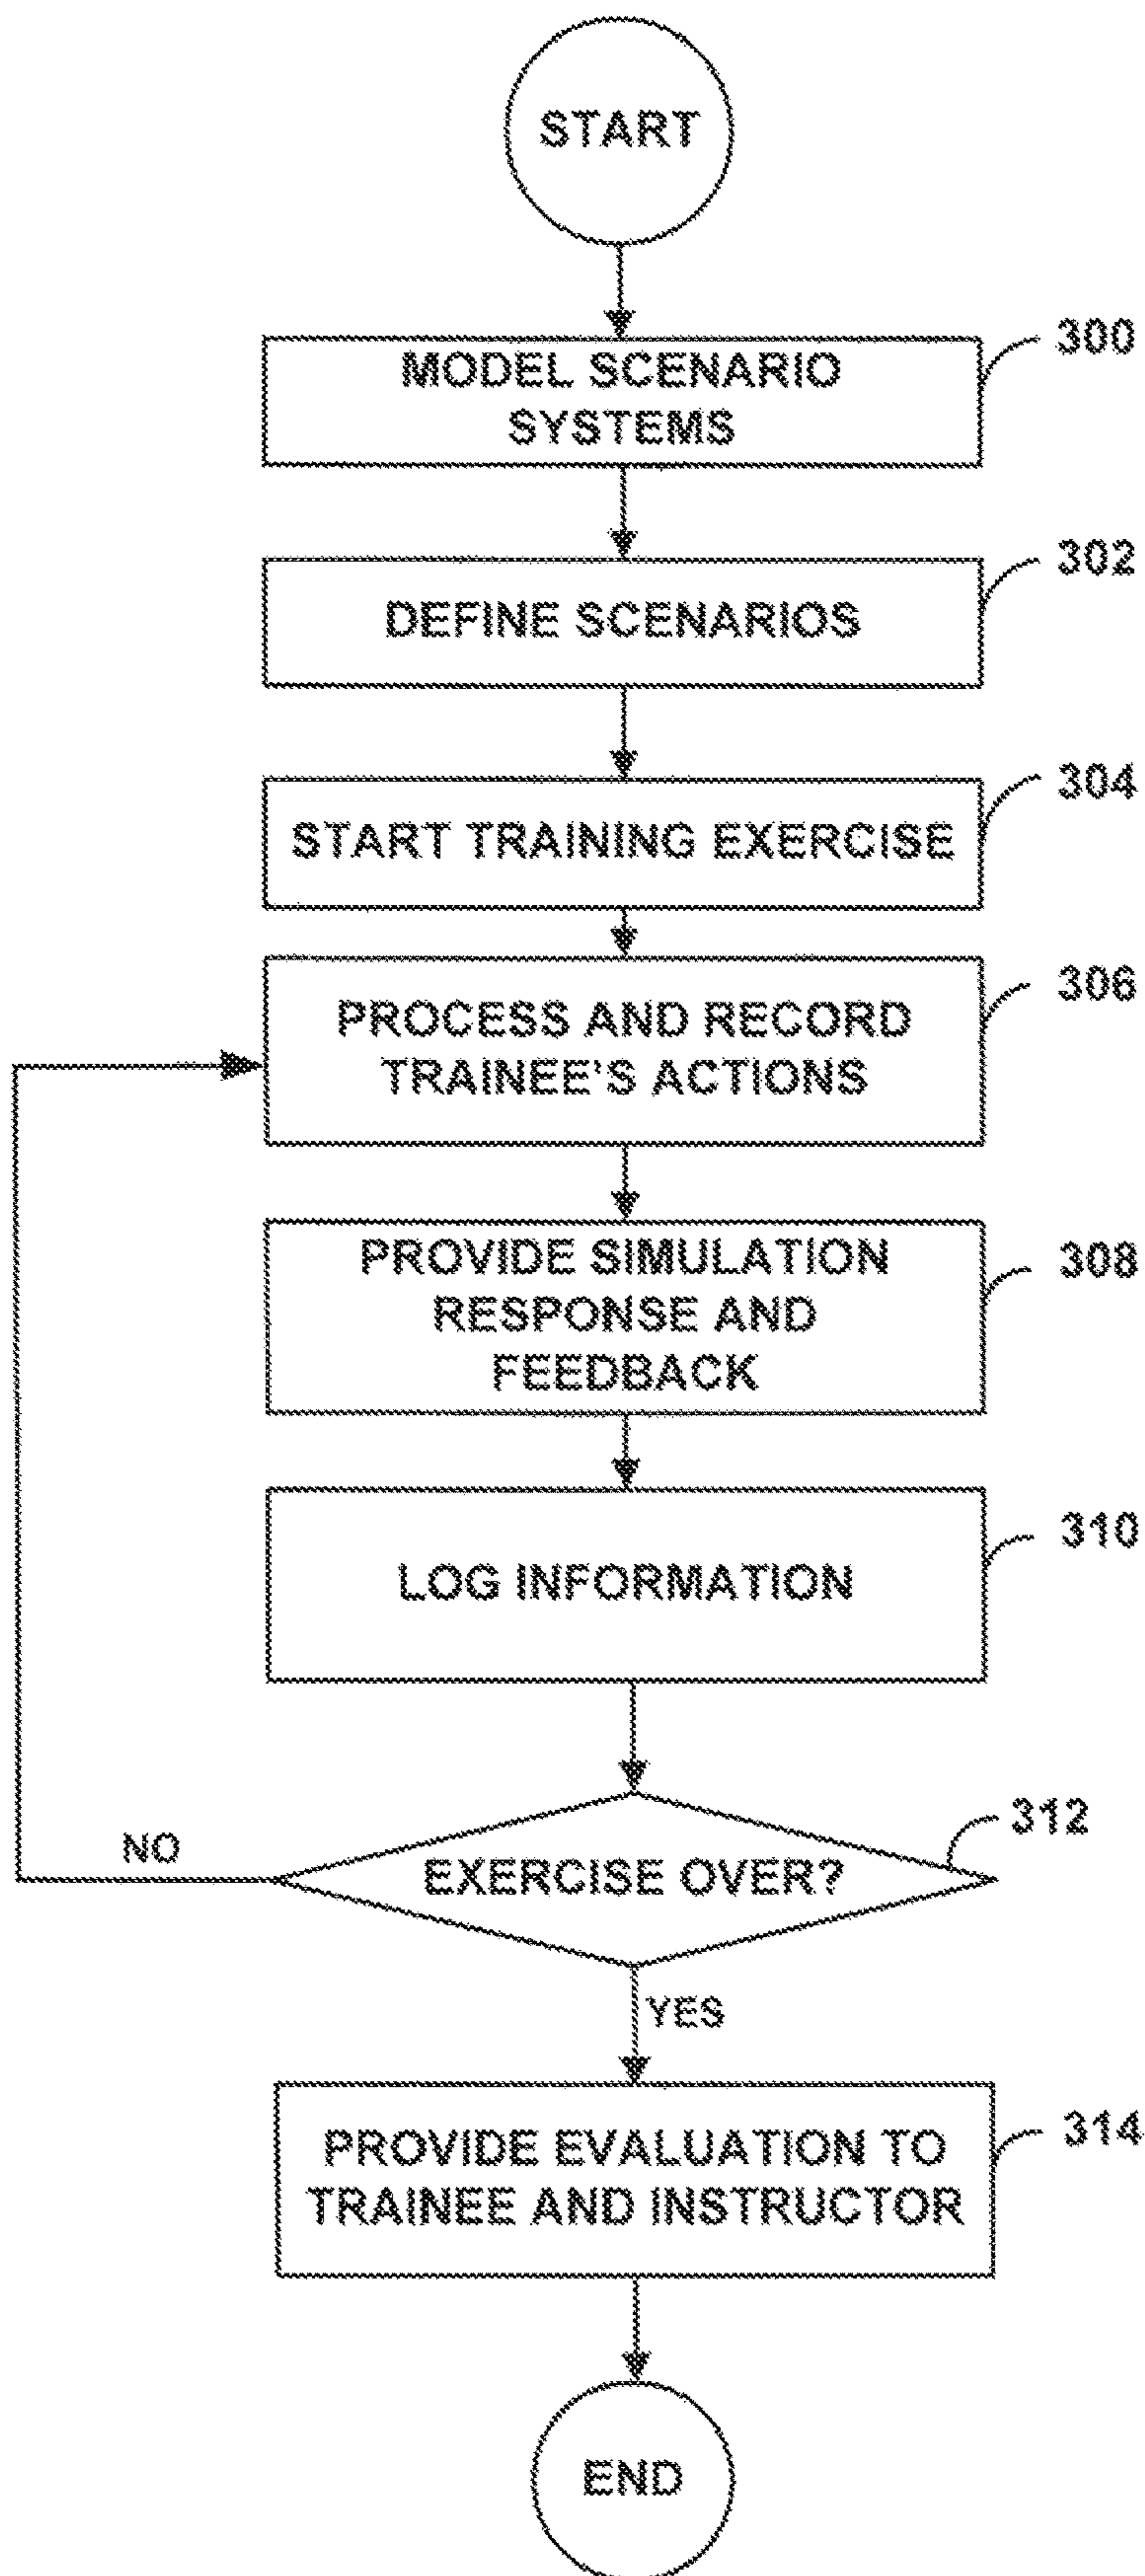 START
300
MODEL SCENARIO
SYSTEMS
302
DEFINE SCENARIOS
304
START TRAINING EXERCISE
306
PROCESS AND RECORD
TRAINEE'S ACTIONS
308
PROVIDE SIMULATION
RESPONSE AND
FEEDBACK
310
LOG INFORMATION
312
EXERCISE OVER?
NO
YES
314
PROVIDE EVALUATION TO
TRAINEE AND INSTRUCTOR
END